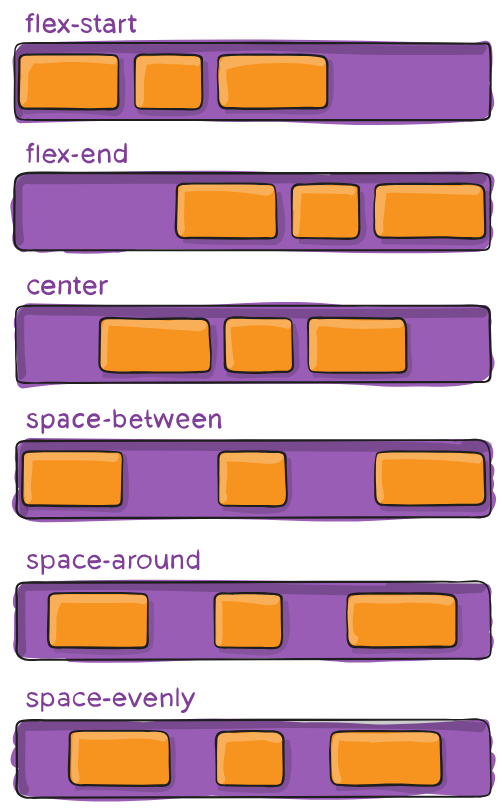 flex-start
flex-end
center
space-between
space-around
space-evenly